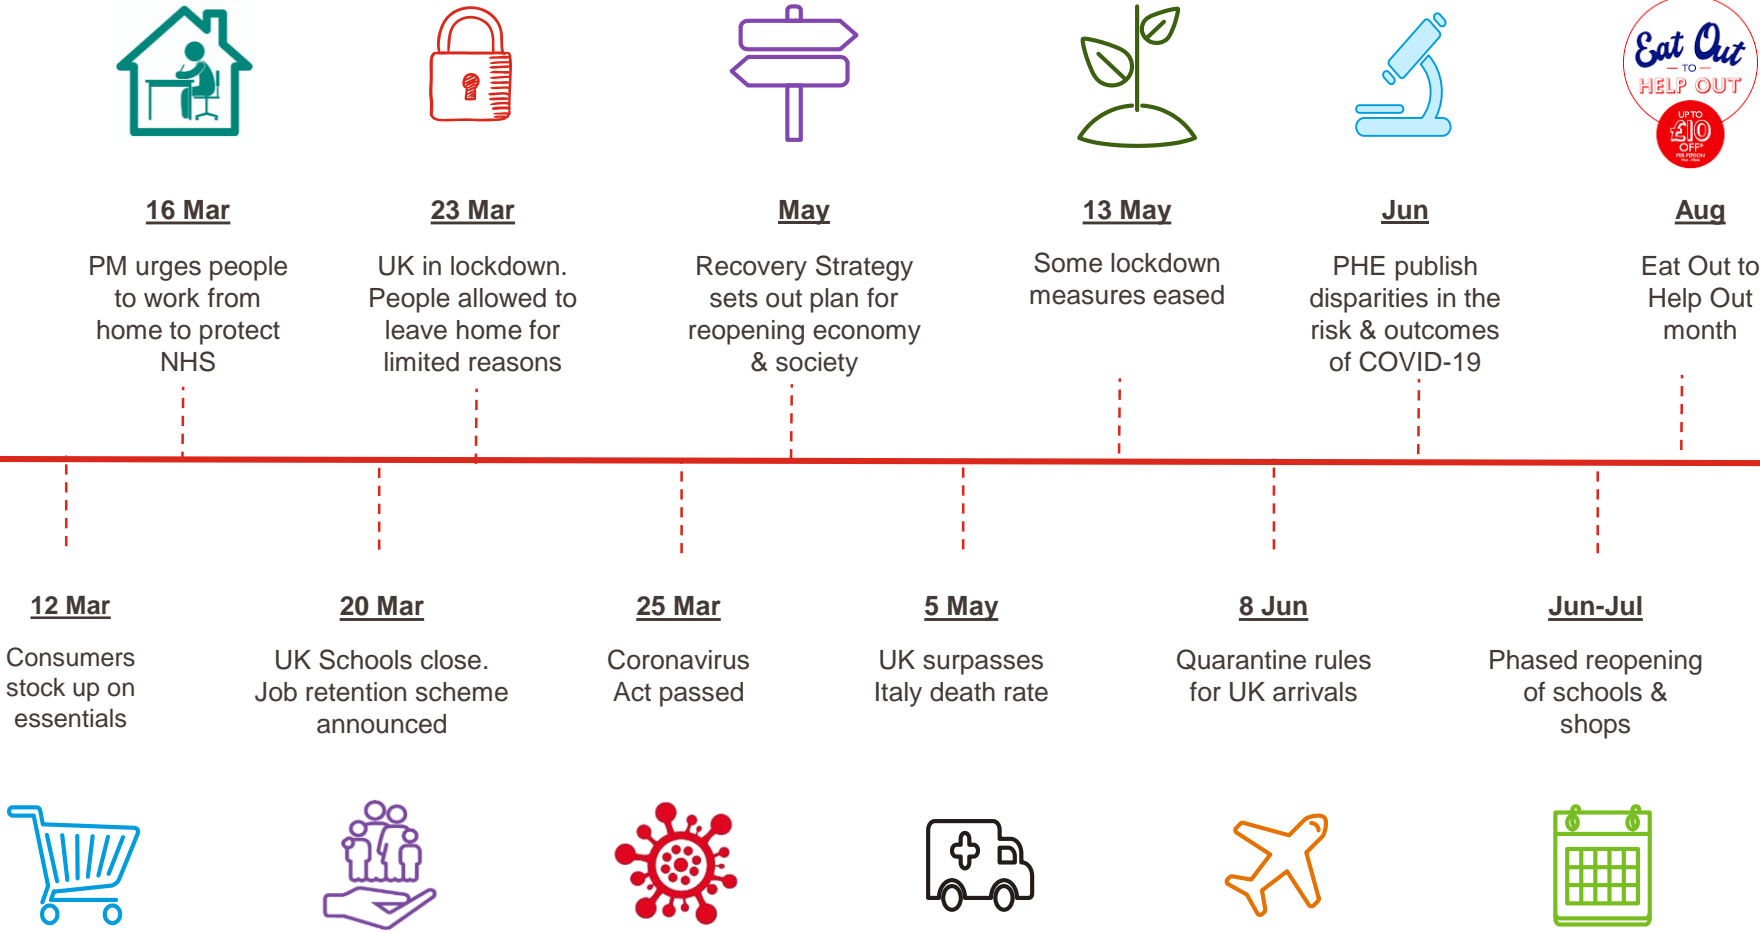 Eat Out
TO
HELP OUT
UP TO
£10
OFF*
PER PERSON
16 Mar
PM urges people
to work from
home to protect
NHS
23 Mar
UK in lockdown.
People allowed to
leave home for
limited reasons
May
Recovery Strategy
sets out plan for
reopening economy
& society
13 May
Some lockdown
measures eased
Jun
PHE publish
disparities in the
risk & outcomes
of COVID-19
Aug
Eat Out to
Help Out
month
12 Mar
Consumers
stock up on
essentials
20 Mar
UK Schools close.
Job retention scheme
announced
25 Mar
Coronavirus
Act passed
5 May
UK surpasses
Italy death rate
8 Jun
Quarantine rules
for UK arrivals
Jun-Jul
Phased reopening
of schools &
shops